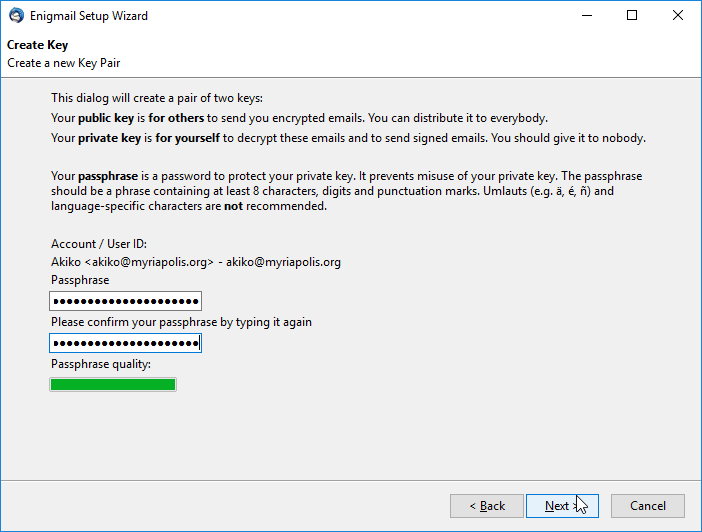 Enigmail Setup Wizard
Create Key
Create a new Key Pair
This dialog will create a pair of two keys:
Your public key is for others to send you encrypted emails. You can distribute it to everybody.
Your private key is for yourself to decrypt these emails and to send signed emails. You should give it to nobody.
Your passphrase is a password to protect your private key. It prevents misuse of your private key. The passphrase
should be a phrase containing at least 8 characters, digits and punctuation marks. Umlauts (e.g. ä, é, ñ) and
language-specific characters are not recommended.
Account / User ID:
Akiko <akiko@myriapolis.org> - akiko@myriapolis.org
Passphrase
●●●●●●●●●●●●●●●●●●●●●●
Please confirm your passphrase by typing it again
●●●●●●●●●●●●●●●●●●●●●●
Passphrase quality:
< Back Next > Cancel